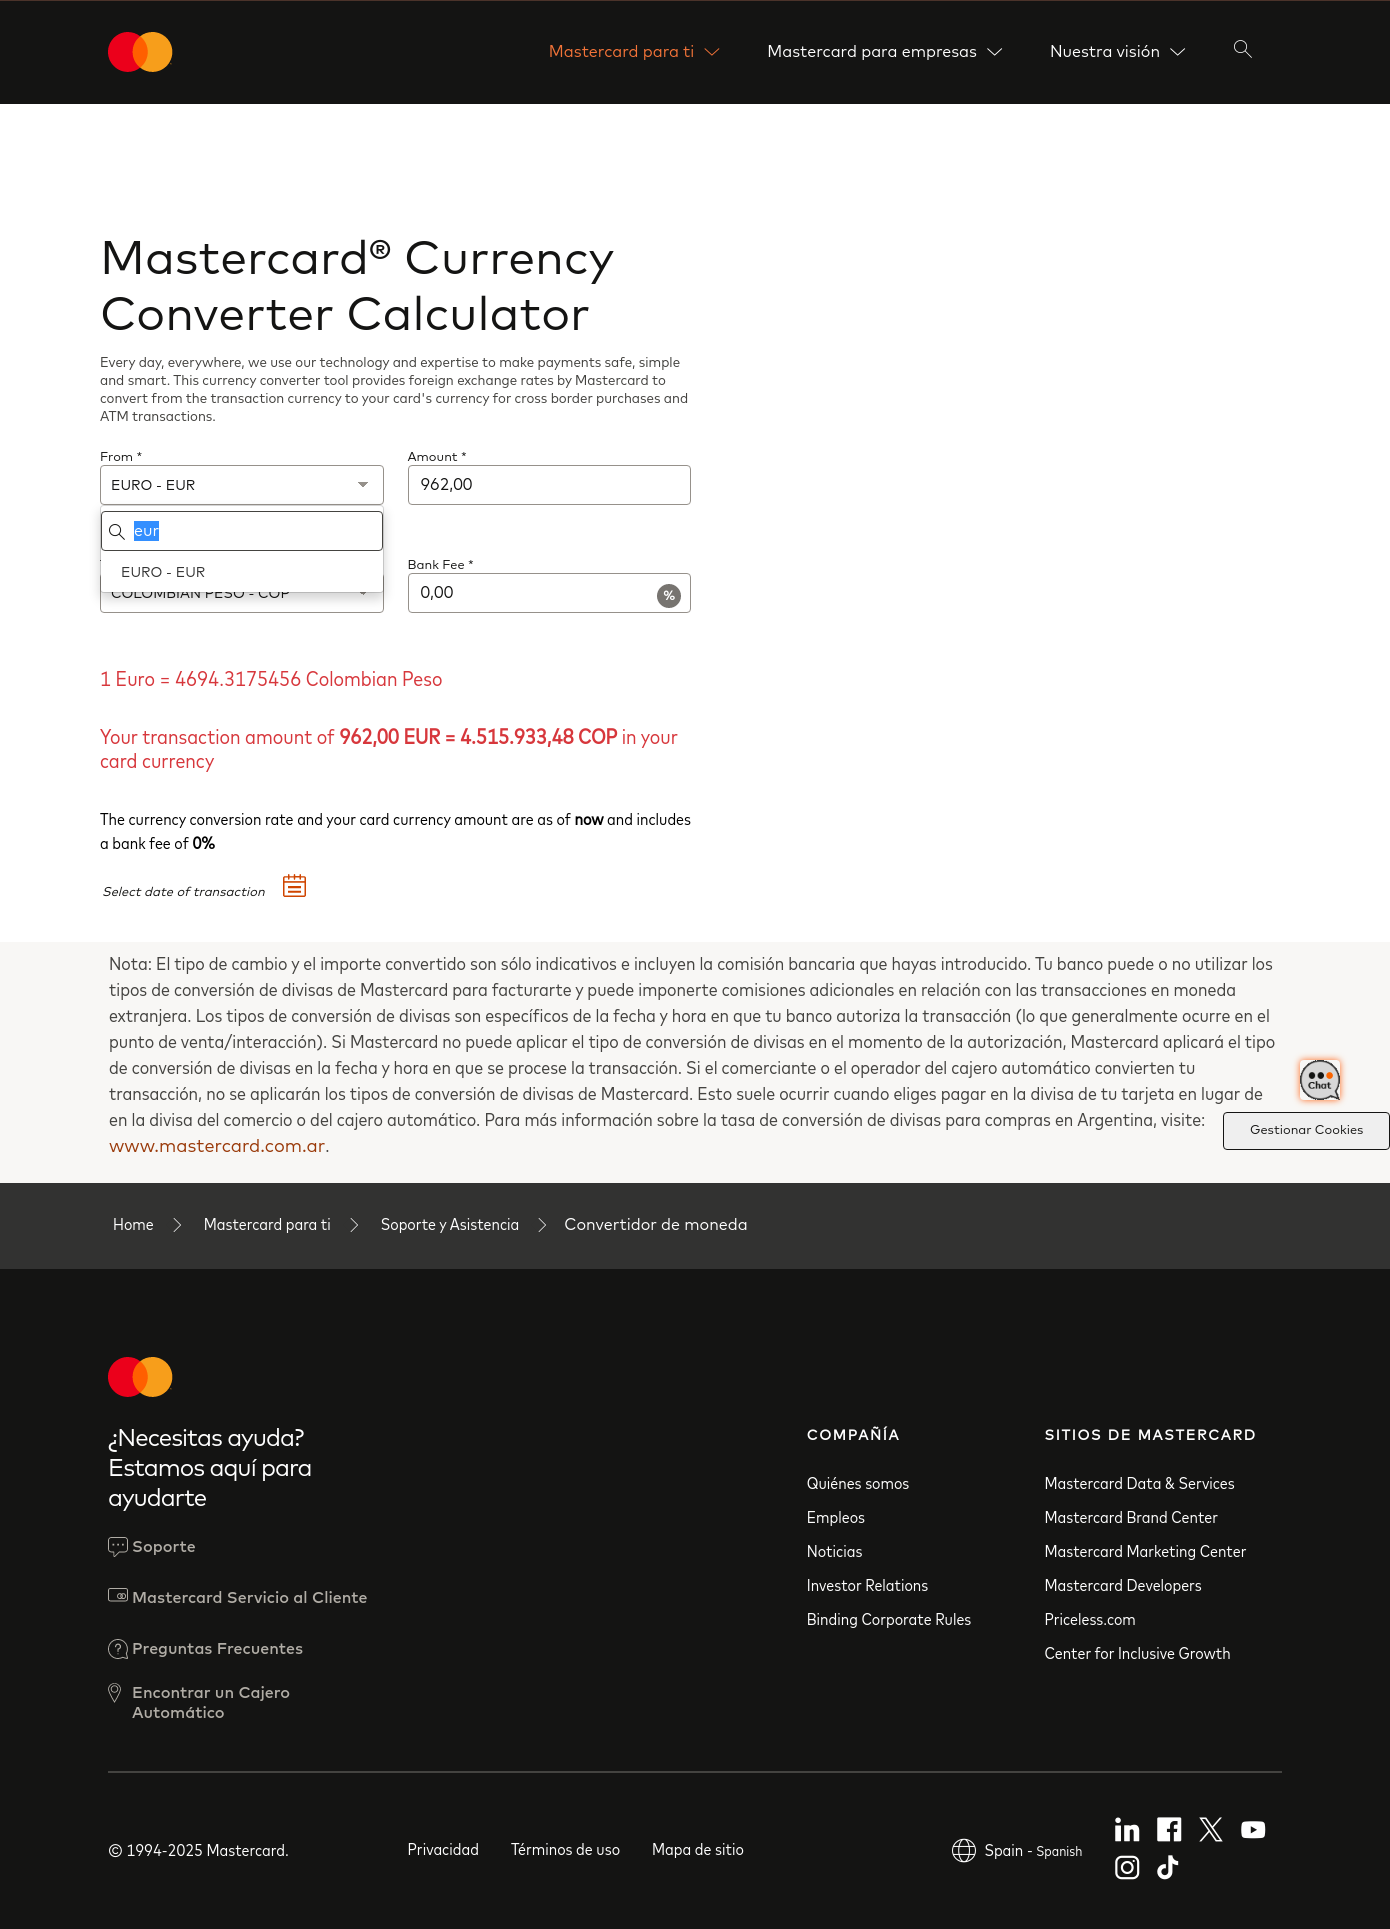 Mastercard para ti
Mastercard para empresas
Nuestra visión
Mastercard® Currency
Converter Calculator
Every day, everywhere, we use our technology and expertise to make payments safe, simple
and smart. This currency converter tool provides foreign exchange rates by Mastercard to
convert from the transaction currency to your card's currency for cross border purchases and
ATM transactions.
From *
Amount *
EURO - EUR
962,00
eur
EURO - EUR
Bank Fee *
COLOMBIAN PESO - COP
0,00
%
1 Euro = 4694.3175456 Colombian Peso
Your transaction amount of 962,00 EUR = 4.515.933,48 COP in your
card currency
The currency conversion rate and your card currency amount are as of now and includes
a bank fee of 0%
Select date of transaction
Nota: El tipo de cambio y el importe convertido son sólo indicativos e incluyen la comisión bancaria que hayas introducido. Tu banco puede o no utilizar los
tipos de conversión de divisas de Mastercard para facturarte y puede imponerte comisiones adicionales en relación con las transacciones en moneda
extranjera. Los tipos de conversión de divisas son específicos de la fecha y hora en que tu banco autoriza la transacción (lo que generalmente ocurre en el
punto de venta/interacción). Si Mastercard no puede aplicar el tipo de conversión de divisas en el momento de la autorización, Mastercard aplicará el tipo
de conversión de divisas en la fecha y hora en que se procese la transacción. Si el comerciante o el operador del cajero automático convierten tu
transacción, no se aplicarán los tipos de conversión de divisas de Mastercard. Esto suele ocurrir cuando eliges pagar en la divisa de tu tarjeta en lugar de
en la divisa del comercio o del cajero automático. Para más información sobre la tasa de conversión de divisas para compras en Argentina, visite:
www.mastercard.com.ar.
Chat
Gestionar Cookies
Home
Mastercard para ti
Soporte y Asistencia
Convertidor de moneda
¿Necesitas ayuda?
Estamos aquí para
ayudarte
Soporte
Mastercard Servicio al Cliente
Preguntas Frecuentes
Encontrar un Cajero
Automático
COMPAÑÍA
Quiénes somos
Empleos
Noticias
Investor Relations
Binding Corporate Rules
SITIOS DE MASTERCARD
Mastercard Data & Services
Mastercard Brand Center
Mastercard Marketing Center
Mastercard Developers
Priceless.com
Center for Inclusive Growth
© 1994-2025 Mastercard.
Privacidad
Términos de uso
Mapa de sitio
Spain - Spanish